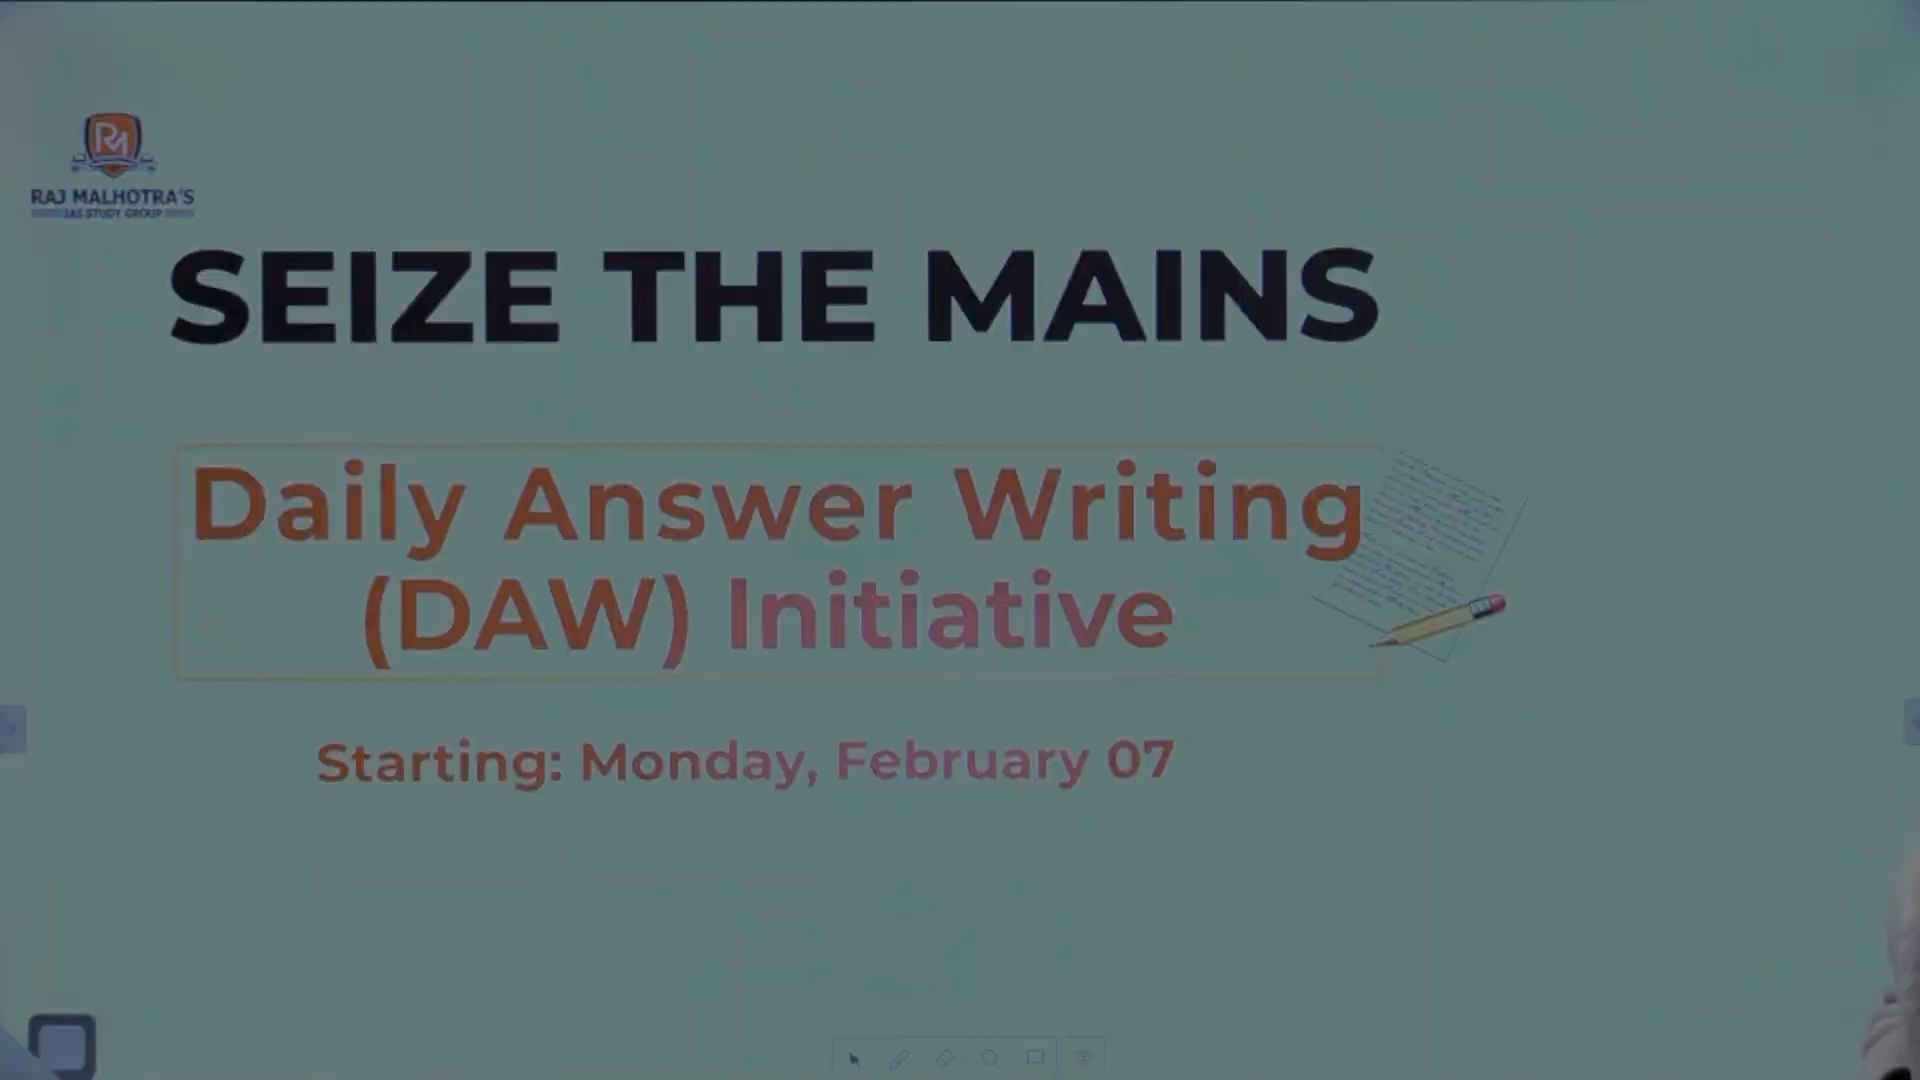 RAJ MALHOTRA'S
IAS STUDY GROUP
SEIZE THE MAINS
Daily Answer Writing
(DAW) Initiative
Starting: Monday, February 07